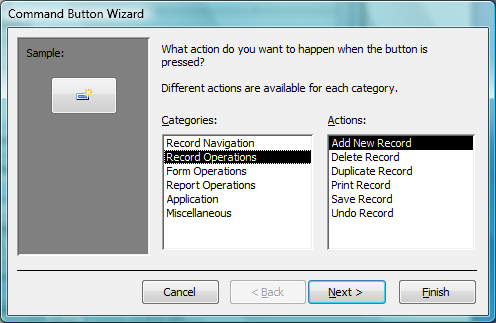 Command Button Wizard
Sample:
What action do you want to happen when the button is
pressed?
Different actions are available for each category.
Categories:
Actions:
Record Navigation
Record Operations
Form Operations
Report Operations
Application
Miscellaneous
Add New Record
Delete Record
Duplicate Record
Print Record
Save Record
Undo Record
Cancel
< Back
Next >
Finish